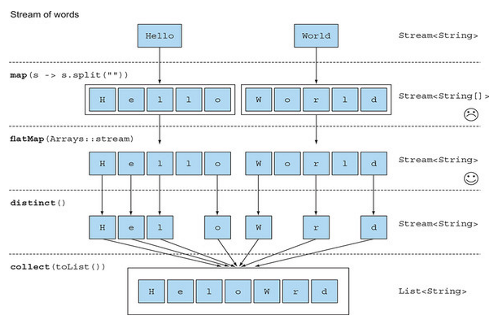 Stream of words
Hello World Stream<String>
map(s -> s.split(""))
H e l l o W o r l d Stream<String[]>
flatMap(Arrays::stream)
H e l l o W o r l d Stream<String>
distinct()
H e l o W r d Stream<String>
collect(toList())
H e l o W r d List<String>